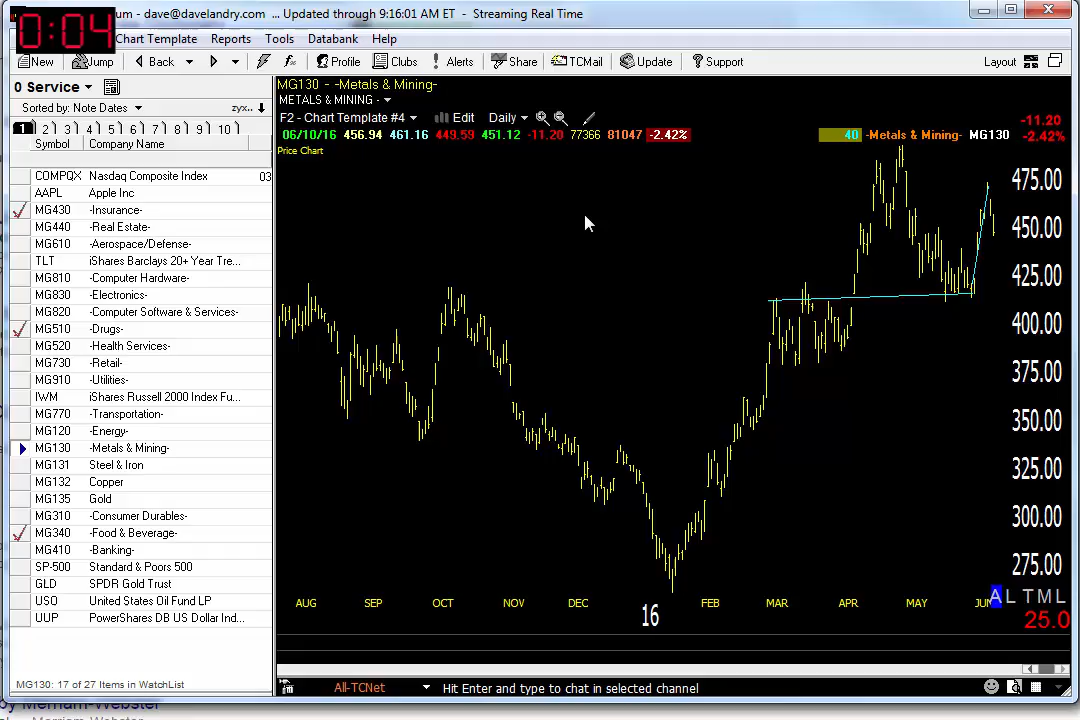 0:04
um - dave@davelandry.com ... Updated through 9:16:01 AM ET - Streaming Real Time
Chart Template Reports Tools Databank Help
New Jump Back Profile Clubs Alerts Share TCMail Update Support Layout
0 Service
Sorted by: Note Dates zyx..
1 2 3 4 5 6 7 8 9 10
Symbol Company Name
COMPQX Nasdaq Composite Index 03
AAPL Apple Inc
MG430 -Insurance-
MG440 -Real Estate-
MG610 -Aerospace/Defense-
TLT iShares Barclays 20+ Year Tre...
MG810 -Computer Hardware-
MG830 -Electronics-
MG820 -Computer Software & Services-
MG510 -Drugs-
MG520 -Health Services-
MG730 -Retail-
MG910 -Utilities-
IWM iShares Russell 2000 Index Fu...
MG770 -Transportation-
MG120 -Energy-
MG130 -Metals & Mining-
MG131 Steel & Iron
MG132 Copper
MG135 Gold
MG310 -Consumer Durables-
MG340 -Food & Beverage-
MG410 -Banking-
SP-500 Standard & Poors 500
GLD SPDR Gold Trust
USO United States Oil Fund LP
UUP PowerShares DB US Dollar Ind...
MG130: 17 of 27 Items in WatchList
MG130 - -Metals & Mining-
METALS & MINING -
F2 - Chart Template #4 Edit Daily
06/10/16 456.94 461.16 449.59 451.12 -11.20 77366 81047 -2.42%
40 -Metals & Mining- MG130
-11.20
-2.42%
Price Chart
475.00
450.00
425.00
400.00
375.00
350.00
325.00
300.00
275.00
AUG SEP OCT NOV DEC 16 FEB MAR APR MAY JUN
A L T M L
25.0
All-TCNet Hit Enter and type to chat in selected channel
by Merriam-Webster